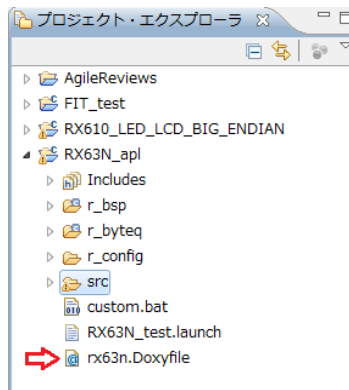 プロジェクト・エクスプローラ
AgileReviews
FIT_test
RX610_LED_LCD_BIG_ENDIAN
RX63N_apl
Includes
r_bsp
r_byteq
r_config
src
custom.bat
RX63N_test.launch
rx63n.Doxyfile